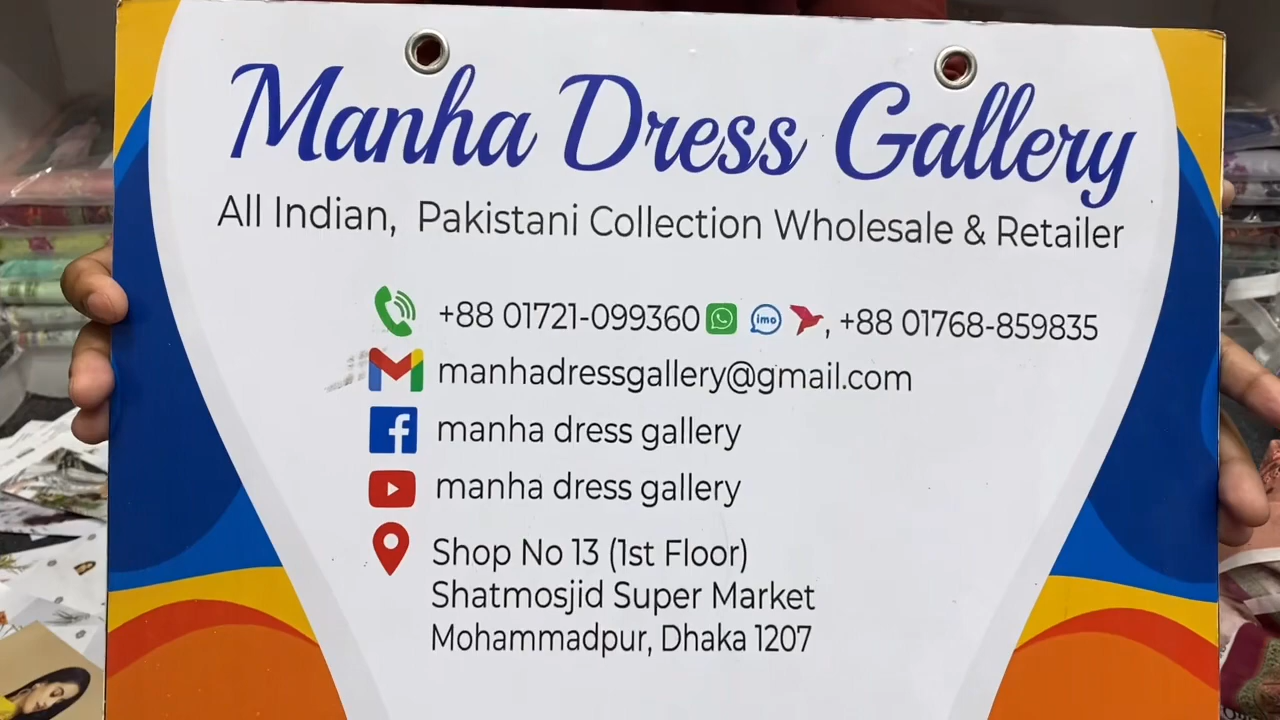 Manha Dress Gallery
All Indian, Pakistani Collection Wholesale & Retailer
+88 01721-099360 imo , +88 01768-859835
manhadressgallery@gmail.com
manha dress gallery
manha dress gallery
Shop No 13 (1st Floor)
Shatmosjid Super Market
Mohammadpur, Dhaka 1207